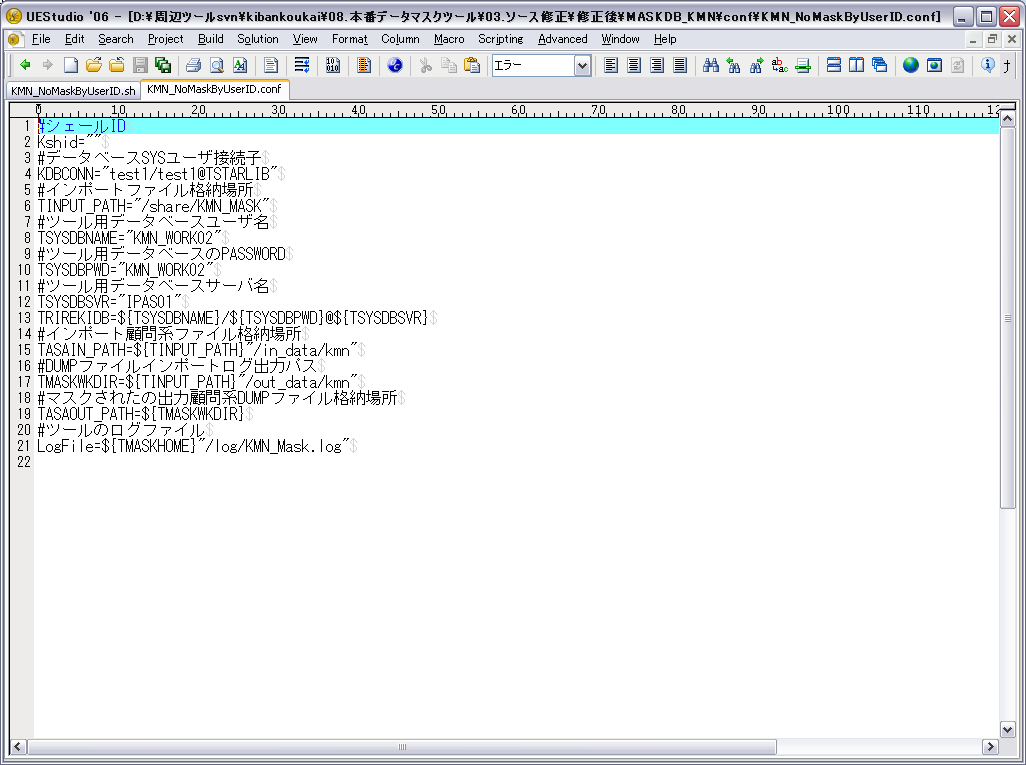 UEStudio '06 - [D:¥周辺ツールsvn¥kibankoukai¥08.本番データマスクツール¥03.ソース修正¥修正後¥MASKDB_KMN¥conf¥KMN_NoMaskByUserID.conf]
File Edit Search Project Build Solution View Format Column Macro Scripting Advanced Window Help
エラー
KMN_NoMaskByUserID.sh KMN_NoMaskByUserID.conf
0 10 20 30 40 50 60 70 80 90 100 110 12
1 #シェールID
2 Kshid=""$
3 #データベースSYSユーザ接続子$
4 KDBCONN="test1/test1@TSTARLIB"$
5 #インポートファイル格納場所$
6 TINPUT_PATH="/share/KMN_MASK"$
7 #ツール用データベースユーザ名$
8 TSYSDBNAME="KMN_WORK02"$
9 #ツール用データベースのPASSWORD$
10 TSYSDBPWD="KMN_WORK02"$
11 #ツール用データベースサーバ名$
12 TSYSDBSVR="IPAS01"$
13 TRIREKIDB=${TSYSDBNAME}/${TSYSDBPWD}@${TSYSDBSVR}$
14 #インポート顧問系ファイル格納場所$
15 TASAIN_PATH=${TINPUT_PATH}"/in_data/kmn"$
16 #DUMPファイルインポートログ出力パス$
17 TMASKWKDIR=${TINPUT_PATH}"/out_data/kmn"$
18 #マスクされたの出力顧問系DUMPファイル格納場所$
19 TASAOUT_PATH=${TMASKWKDIR}$
20 #ツールのログファイル$
21 LogFile=${TMASKHOME}"/log/KMN_Mask.log"$
22